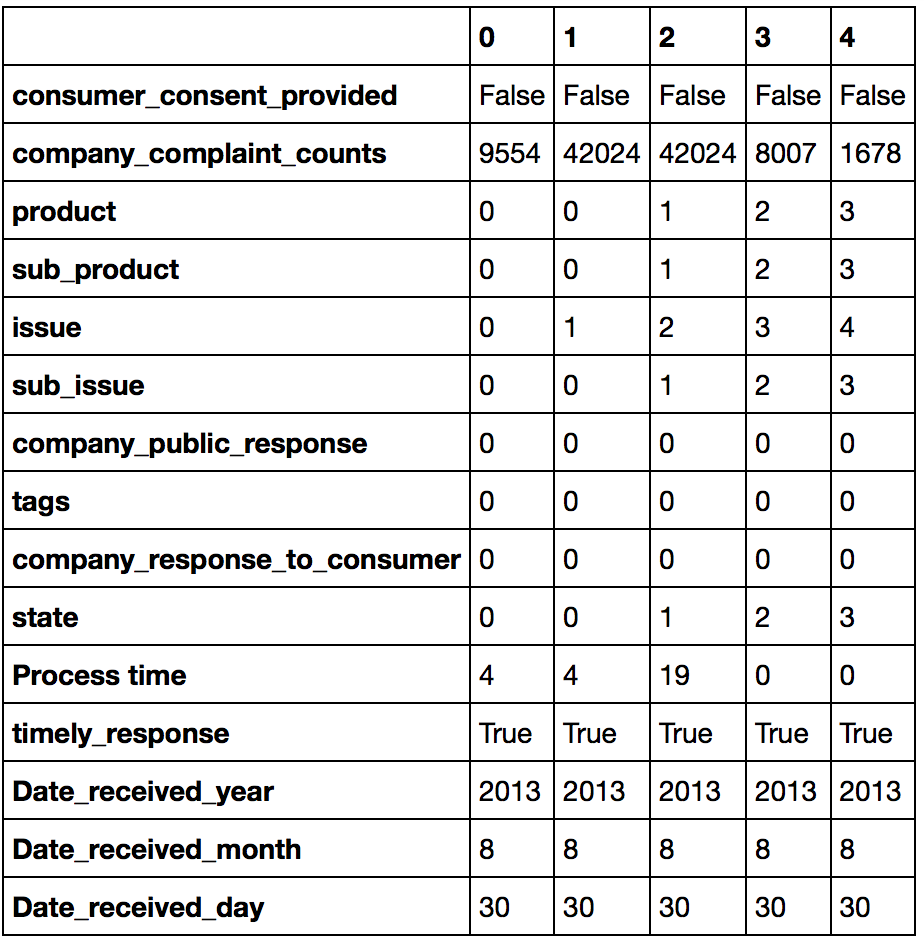 0 1 2 3 4
consumer_consent_provided False False False False False
company_complaint_counts 9554 42024 42024 8007 1678
product 0 0 1 2 3
sub_product 0 0 1 2 3
issue 0 1 2 3 4
sub_issue 0 0 1 2 3
company_public_response 0 0 0 0 0
tags 0 0 0 0 0
company_response_to_consumer 0 0 0 0 0
state 0 0 1 2 3
Process time 4 4 19 0 0
timely_response True True True True True
Date_received_year 2013 2013 2013 2013 2013
Date_received_month 8 8 8 8 8
Date_received_day 30 30 30 30 30